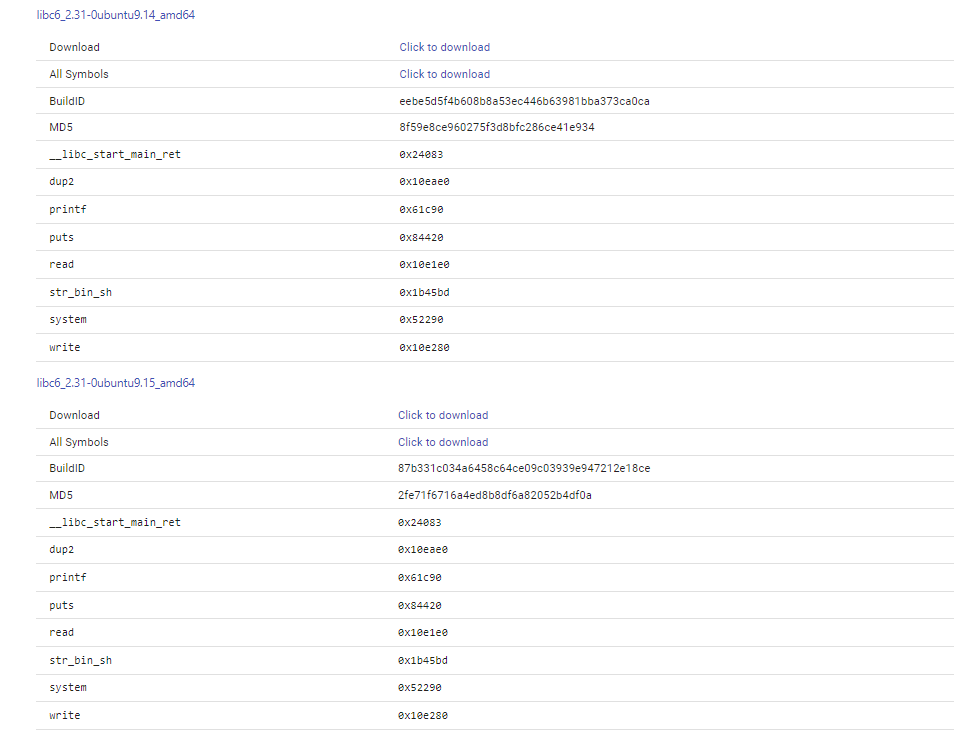 libc6_2.31-0ubuntu9.14_amd64
Download Click to download
All Symbols Click to download
BuildID eebe5d5f4b608b8a53ec446b63981bba373ca0ca
MD5 8f59e8ce960275f3d8bfc286ce41e934
__libc_start_main_ret 0x24083
dup2 0x10eae0
printf 0x61c90
puts 0x84420
read 0x10e1e0
str_bin_sh 0x1b45bd
system 0x52290
write 0x10e280
libc6_2.31-0ubuntu9.15_amd64
Download Click to download
All Symbols Click to download
BuildID 87b331c034a6458c64ce09c03939e947212e18ce
MD5 2fe71f6716a4ed8b8df6a82052b4df0a
__libc_start_main_ret 0x24083
dup2 0x10eae0
printf 0x61c90
puts 0x84420
read 0x10e1e0
str_bin_sh 0x1b45bd
system 0x52290
write 0x10e280